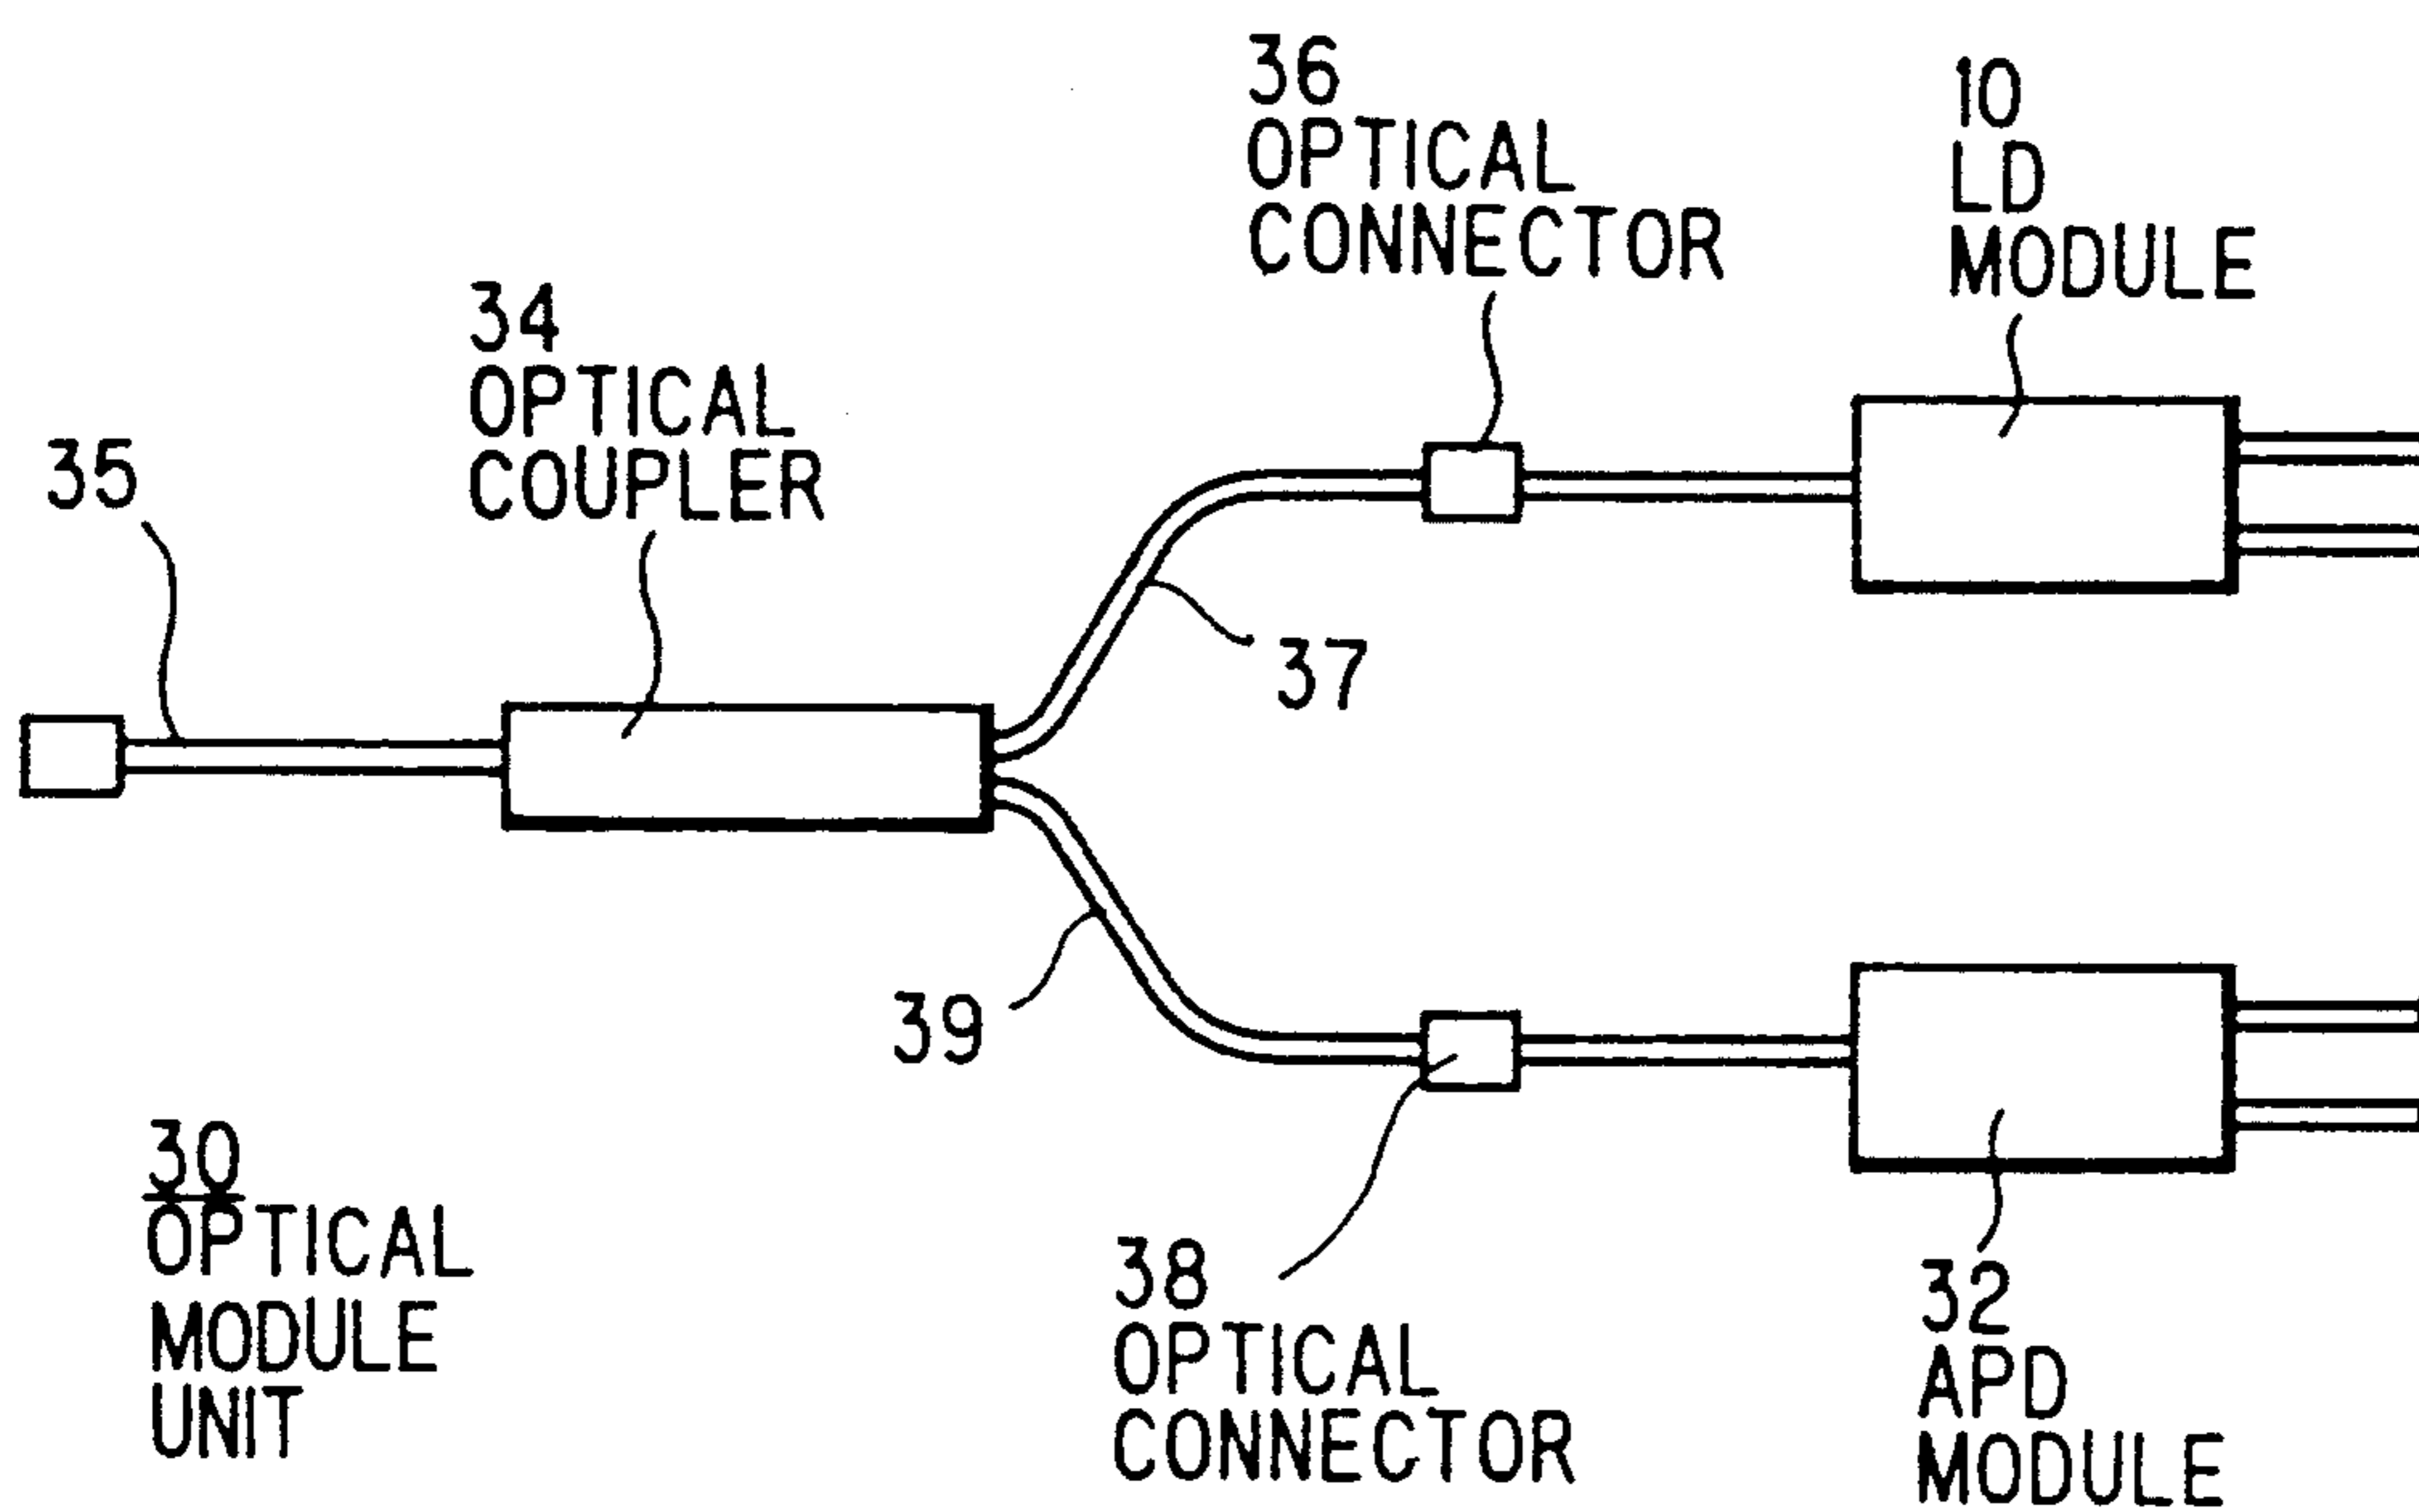 36
OPTICAL
CONNECTOR
10
LD
MODULE
34
OPTICAL
COUPLER
35
37
39
30
OPTICAL
MODULE
UNIT
38
OPTICAL
CONNECTOR
32
APD
MODULE